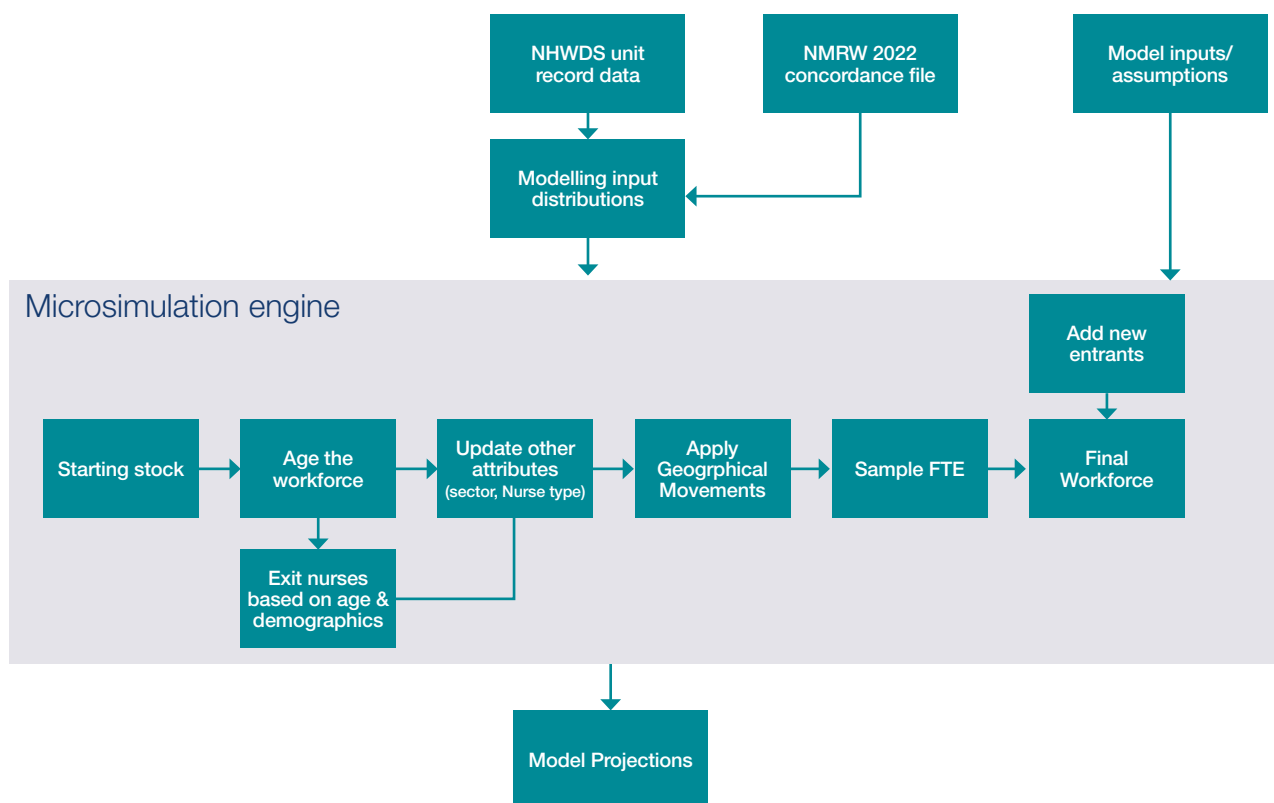 NHWDS unit
record data
NMRW 2022
concordance file
Model inputs/
assumptions
Modelling input
distributions
Microsimulation engine
Add new
entrants
Starting stock
Age the
workforce
Update other
attributes
(sector, Nurse type)
Apply
Geogrphical
Movements
Sample FTE
Final
Workforce
Exit nurses
based on age &
demographics
Model Projections